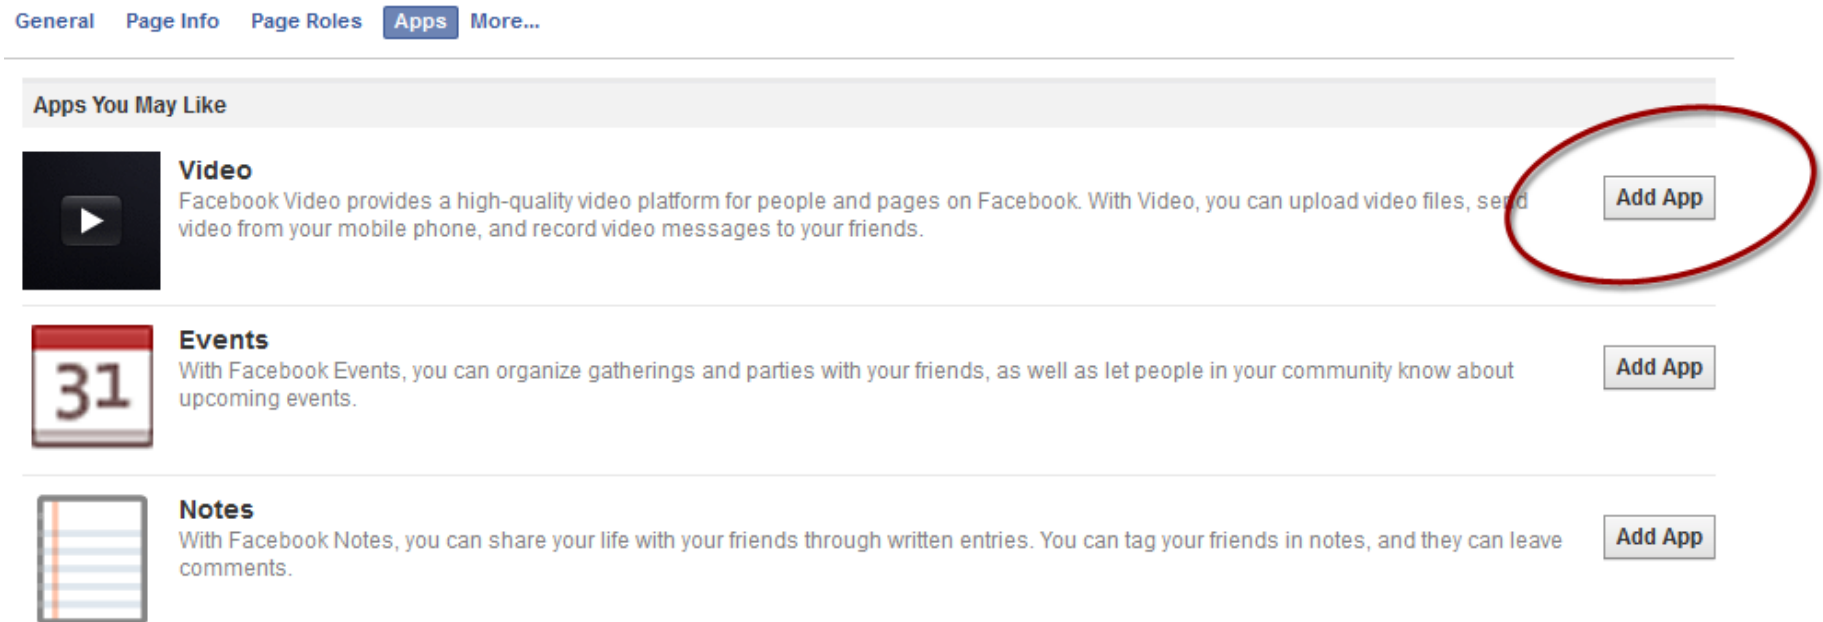 General Page Info Page Roles Apps More...
Apps You May Like
Video
Facebook Video provides a high-quality video platform for people and pages on Facebook. With Video, you can upload video files, send
video from your mobile phone, and record video messages to your friends.
Add App
31
Events
With Facebook Events, you can organize gatherings and parties with your friends, as well as let people in your community know about
upcoming events.
Add App
Notes
With Facebook Notes, you can share your life with your friends through written entries. You can tag your friends in notes, and they can leave
comments.
Add App